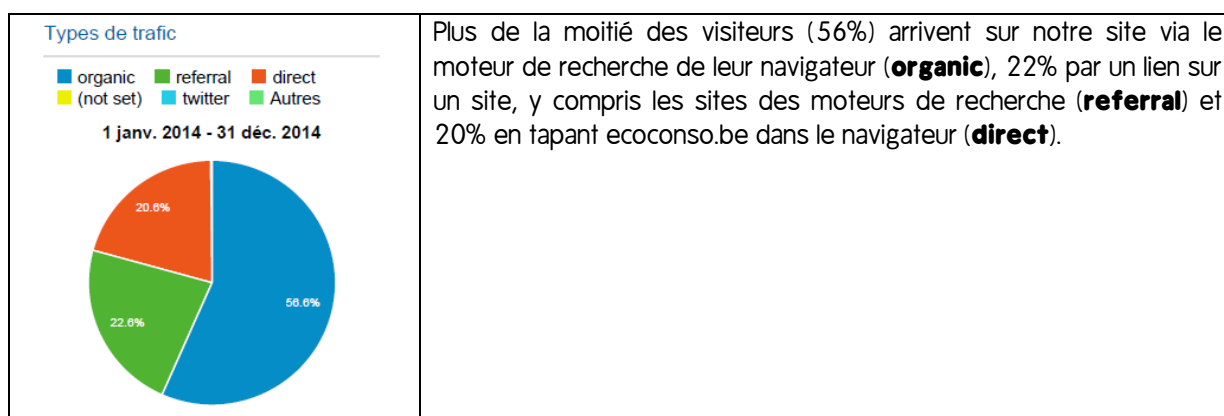 Types de trafic
organic referral direct
(not set) twitter Autres
1 janv. 2014 - 31 déc. 2014
20.6%
56.6%
22.6%
Plus de la moitié des visiteurs (56%) arrivent sur notre site via le
moteur de recherche de leur navigateur (organic), 22% par un lien sur
un site, y compris les sites des moteurs de recherche (referral) et
20% en tapant ecoconso.be dans le navigateur (direct).